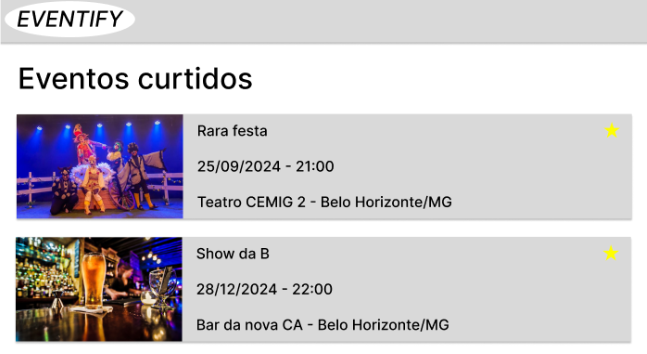 EVENTIFY
Eventos curtidos
Rara festa
25/09/2024 - 21:00
Teatro CEMIG 2 - Belo Horizonte/MG
Show da B
28/12/2024 - 22:00
Bar da nova CA - Belo Horizonte/MG